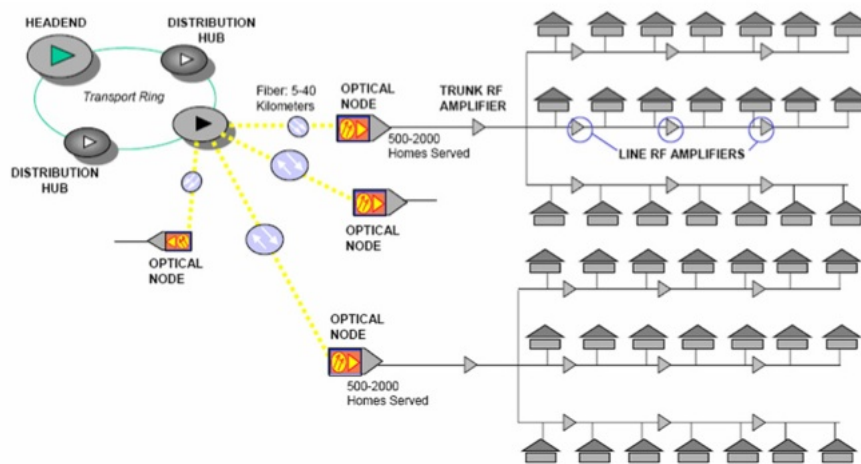 HEADEND
DISTRIBUTION
HUB
Transport Ring
Fiber: 5-40
Kilometers
OPTICAL
NODE
TRUNK RF
AMPLIFIER
500-2000
Homes Served
LINE RF AMPLIFIERS
DISTRIBUTION
HUB
OPTICAL
NODE
OPTICAL
NODE
OPTICAL
NODE
500-2000
Homes Served